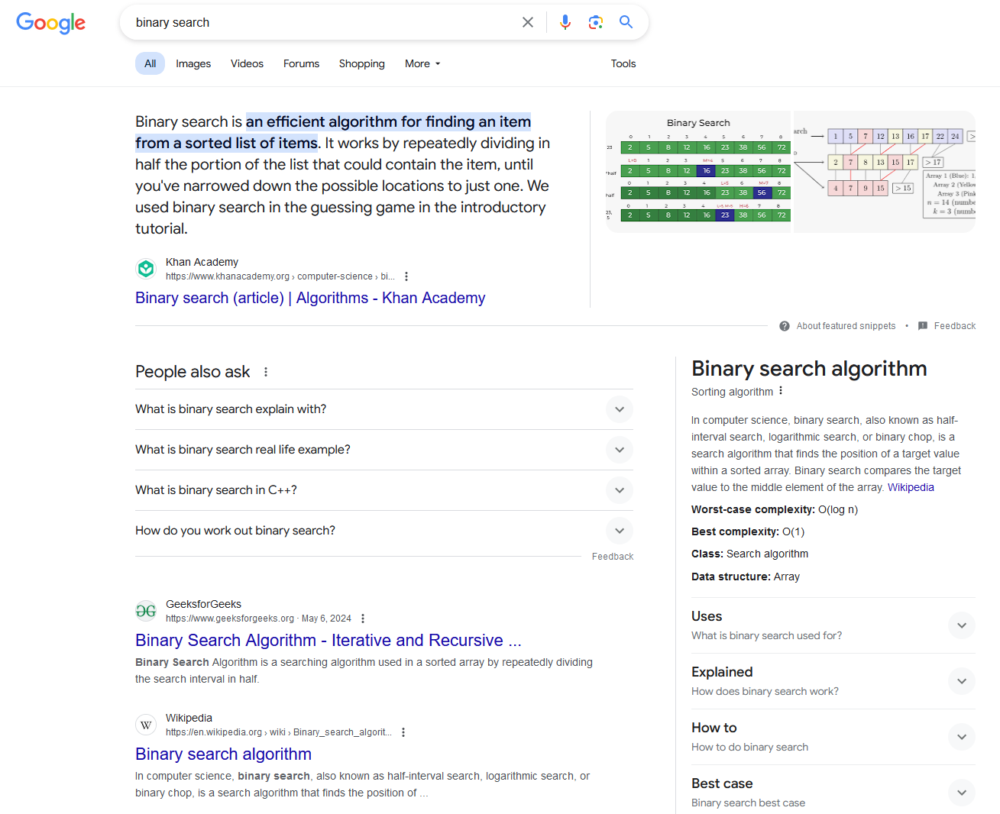 Google
binary search
All Images Videos Forums Shopping More Tools
Binary search is an efficient algorithm for finding an item
from a sorted list of items. It works by repeatedly dividing in
half the portion of the list that could contain the item, until
you've narrowed down the possible locations to just one. We
used binary search in the guessing game in the introductory
tutorial.
Khan Academy
https://www.khanacademy.org › computer-science › bi...
Binary search (article) | Algorithms - Khan Academy
Binary Search
0 1 2 3 4 5 6 7 8
23 2 5 8 12 16 23 38 56 72
L=0 1 2 3 M=4 5 6 7 8
half 2 5 8 12 16 23 38 56 72
0 1 2 3 4 L=5 6 M=7 8
half 2 5 8 12 16 23 38 56 72
0 1 2 3 4 L=5, M=5 H=6 7 8
23, 2 5 8 12 16 23 38 56 72
5
arch 1 5 7 12 13 16 17 22 24 >
2 7 8 13 15 17 > 17
4 7 9 15 > 15
Array 1 (Blue): 1.
Array 2 (Yellow
Array 3 (Pink
n = 14 (numbe
k = 3 (numb
About featured snippets • Feedback
People also ask
What is binary search explain with?
What is binary search real life example?
What is binary search in C++?
How do you work out binary search?
Feedback
GeeksforGeeks
https://www.geeksforgeeks.org · May 6, 2024
Binary Search Algorithm - Iterative and Recursive ...
Binary Search Algorithm is a searching algorithm used in a sorted array by repeatedly dividing
the search interval in half.
W
Wikipedia
https://en.wikipedia.org › wiki › Binary_search_algorit...
Binary search algorithm
In computer science, binary search, also known as half-interval search, logarithmic search, or
binary chop, is a search algorithm that finds the position of ...
Binary search algorithm
Sorting algorithm
In computer science, binary search, also known as half-
interval search, logarithmic search, or binary chop, is a
search algorithm that finds the position of a target value
within a sorted array. Binary search compares the target
value to the middle element of the array. Wikipedia
Worst-case complexity: O(log n)
Best complexity: O(1)
Class: Search algorithm
Data structure: Array
Uses
What is binary search used for?
Explained
How does binary search work?
How to
How to do binary search
Best case
Binary search best case